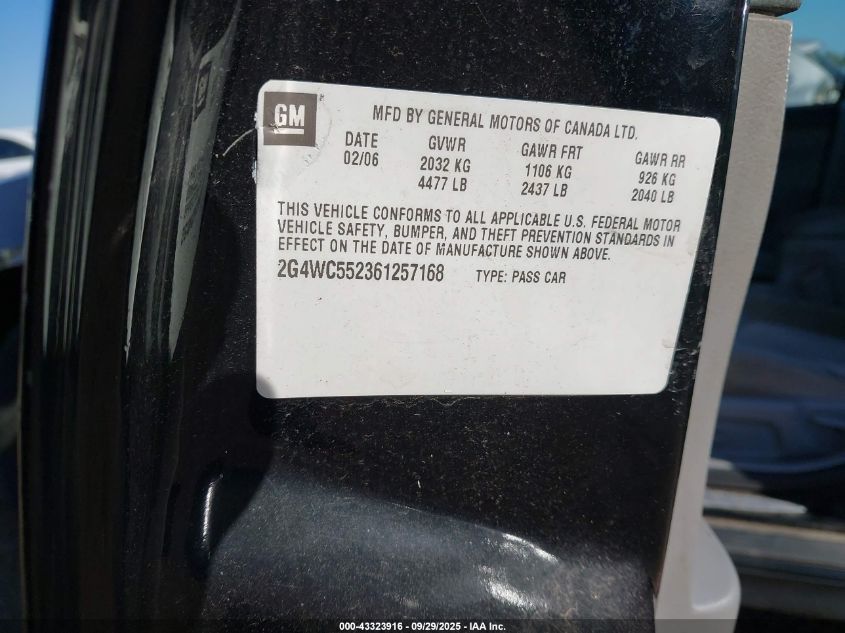 GM
MFD BY GENERAL MOTORS OF CANADA LTD.
DATE GVWR GAWR FRT GAWR RR
02/06 2032 KG 1106 KG 926 KG
4477 LB 2437 LB 2040 LB
THIS VEHICLE CONFORMS TO ALL APPLICABLE U.S. FEDERAL MOTOR
VEHICLE SAFETY, BUMPER, AND THEFT PREVENTION STANDARDS IN
EFFECT ON THE DATE OF MANUFACTURE SHOWN ABOVE.
2G4WC552361257168 TYPE: PASS CAR
000-43323916 - 09/29/2025 - IAA Inc.